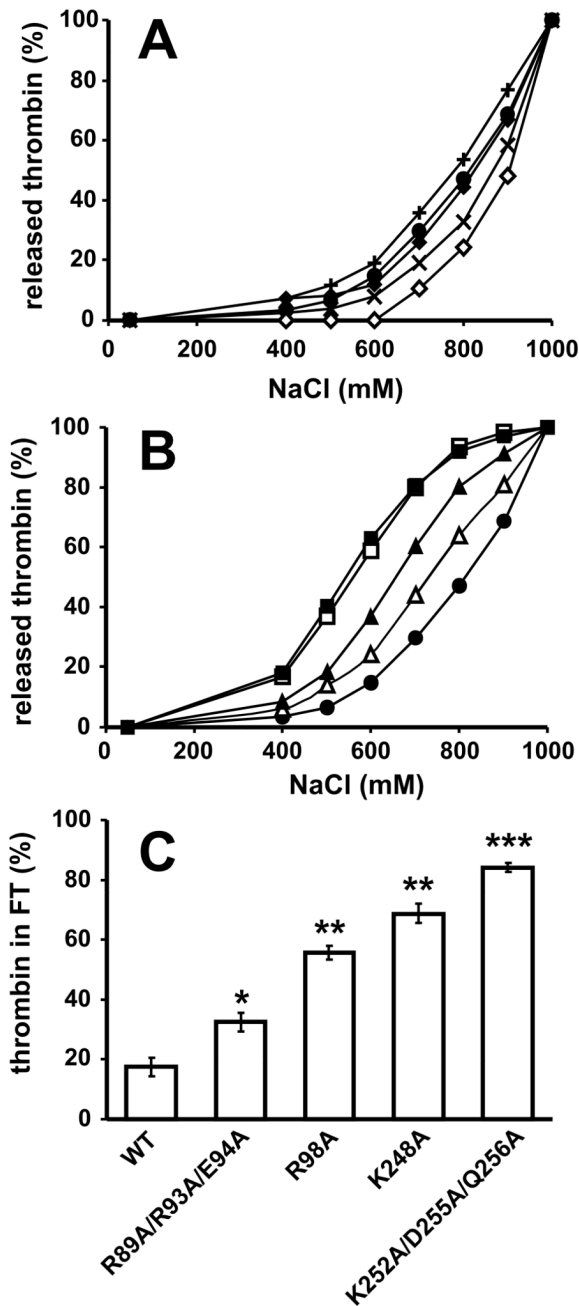 A
released thrombin (%)
100
80
60
40
20
0
0 200 400 600 800 1000
NaCl (mM)
B
released thrombin (%)
100
80
60
40
20
0
0 200 400 600 800 1000
NaCl (mM)
C
thrombin in FT (%)
100
80
60
40
20
0
* ** ** ***
WT
R89A/R93A/E94A
R98A
K248A
K252A/D255A/Q256A